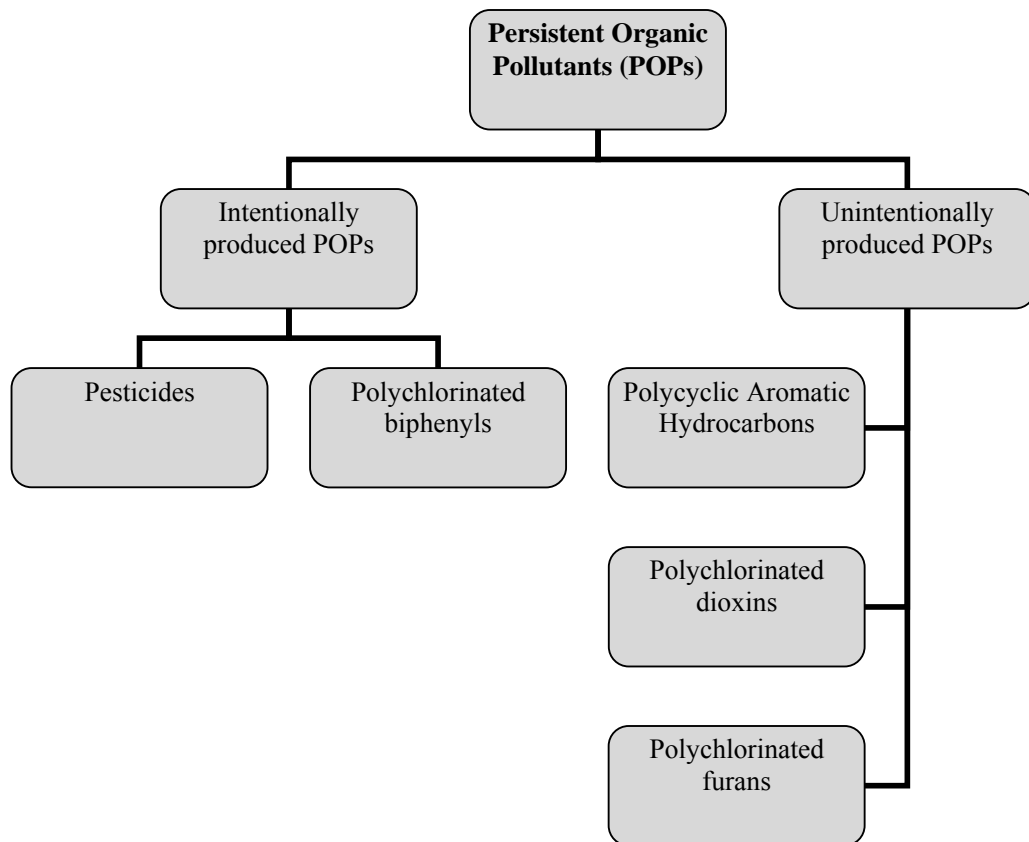 Persistent Organic
Pollutants (POPs)
Intentionally
produced POPs
Unintentionally
produced POPs
Pesticides
Polychlorinated
biphenyls
Polycyclic Aromatic
Hydrocarbons
Polychlorinated
dioxins
Polychlorinated
furans